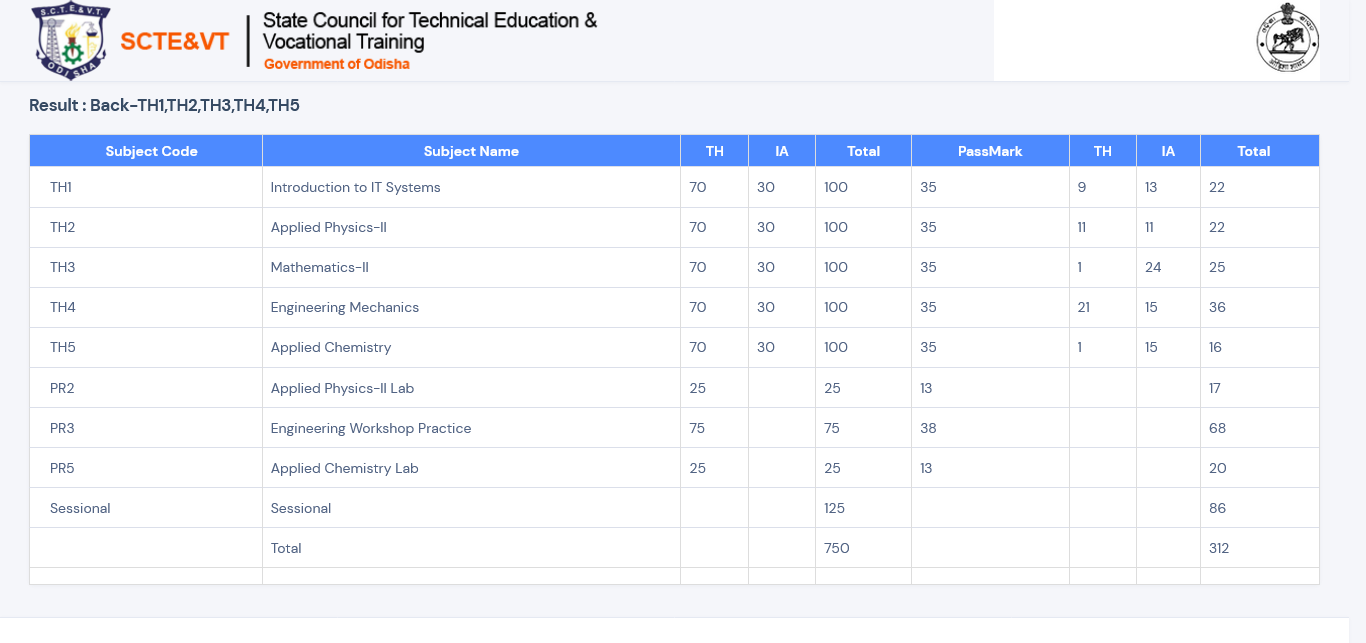 S.C.T.E.&V.T.
ODISHA
SCTE&VT
State Council for Technical Education &
Vocational Training
Government of Odisha
Result : Back-TH1,TH2,TH3,TH4,TH5
Subject Code Subject Name TH IA Total PassMark TH IA Total
TH1 Introduction to IT Systems 70 30 100 35 9 13 22
TH2 Applied Physics-II 70 30 100 35 11 11 22
TH3 Mathematics-II 70 30 100 35 1 24 25
TH4 Engineering Mechanics 70 30 100 35 21 15 36
TH5 Applied Chemistry 70 30 100 35 1 15 16
PR2 Applied Physics-II Lab 25 25 13 17
PR3 Engineering Workshop Practice 75 75 38 68
PR5 Applied Chemistry Lab 25 25 13 20
Sessional Sessional 125 86
Total 750 312